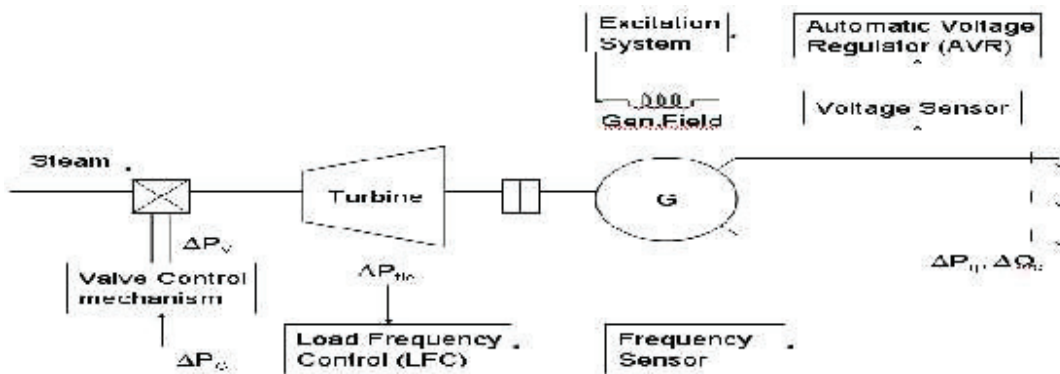 Excitation
System
Automatic Voltage
Regulator (AVR)
Gen.Field
Voltage Sensor
Steam
Turbine
G
ΔPV
Valve Control
mechanism
ΔPtie
Load Frequency
Control (LFC)
Frequency
Sensor